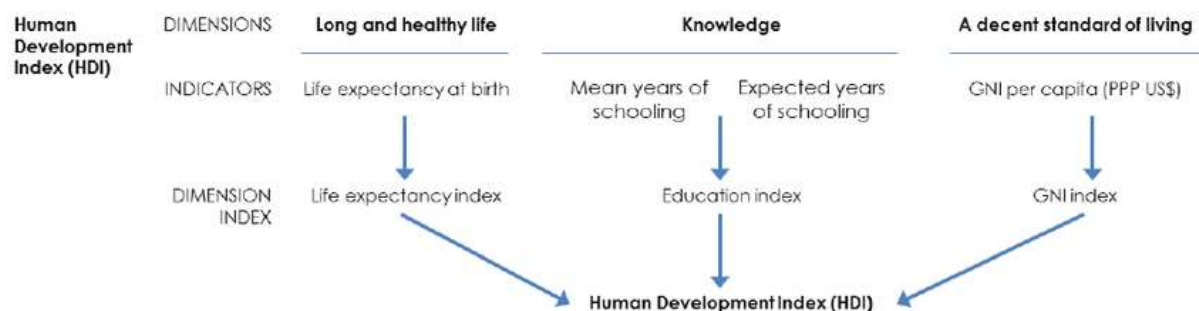 Human Development Index (HDI)
DIMENSIONS
Long and healthy life
Knowledge
A decent standard of living
INDICATORS
Life expectancy at birth
Mean years of schooling
Expected years of schooling
GNI per capita (PPP US$)
DIMENSION INDEX
Life expectancy index
Education index
GNI index
Human Development Index (HDI)